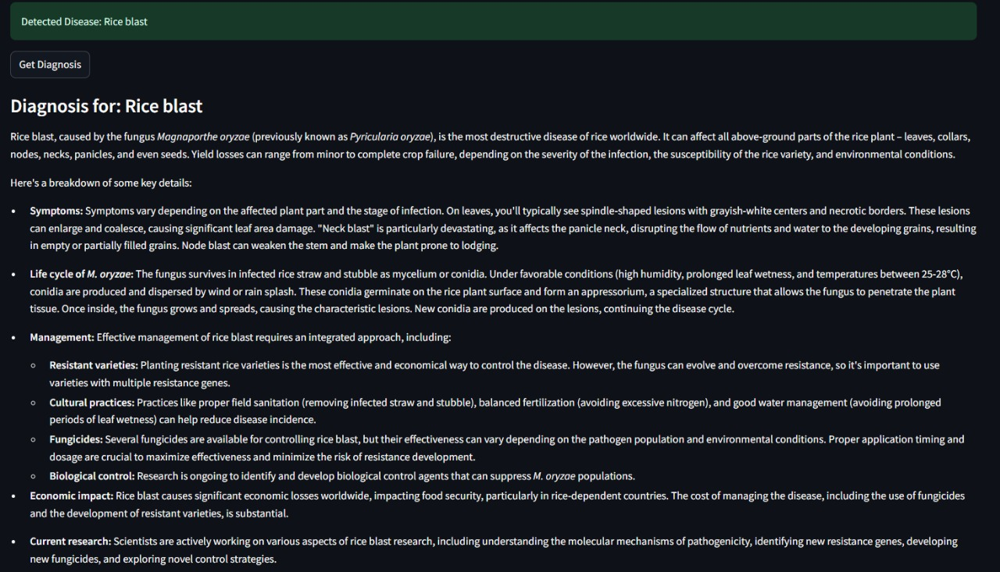 Detected Disease: Rice blast
Get Diagnosis
Diagnosis for: Rice blast
Rice blast, caused by the fungus Magnaporthe oryzae (previously known as Pyricularia oryzae), is the most destructive disease of rice worldwide. It can affect all above-ground parts of the rice plant – leaves, collars,
nodes, necks, panicles, and even seeds. Yield losses can range from minor to complete crop failure, depending on the severity of the infection, the susceptibility of the rice variety, and environmental conditions.
Here's a breakdown of some key details:
• Symptoms: Symptoms vary depending on the affected plant part and the stage of infection. On leaves, you'll typically see spindle-shaped lesions with grayish-white centers and necrotic borders. These lesions
can enlarge and coalesce, causing significant leaf area damage. "Neck blast" is particularly devastating, as it affects the panicle neck, disrupting the flow of nutrients and water to the developing grains, resulting
in empty or partially filled grains. Node blast can weaken the stem and make the plant prone to lodging.
• Life cycle of M. oryzae: The fungus survives in infected rice straw and stubble as mycelium or conidia. Under favorable conditions (high humidity, prolonged leaf wetness, and temperatures between 25-28°C),
conidia are produced and dispersed by wind or rain splash. These conidia germinate on the rice plant surface and form an appressorium, a specialized structure that allows the fungus to penetrate the plant
tissue. Once inside, the fungus grows and spreads, causing the characteristic lesions. New conidia are produced on the lesions, continuing the disease cycle.
• Management: Effective management of rice blast requires an integrated approach, including:
◦ Resistant varieties: Planting resistant rice varieties is the most effective and economical way to control the disease. However, the fungus can evolve and overcome resistance, so it's important to use
varieties with multiple resistance genes.
◦ Cultural practices: Practices like proper field sanitation (removing infected straw and stubble), balanced fertilization (avoiding excessive nitrogen), and good water management (avoiding prolonged
periods of leaf wetness) can help reduce disease incidence.
◦ Fungicides: Several fungicides are available for controlling rice blast, but their effectiveness can vary depending on the pathogen population and environmental conditions. Proper application timing and
dosage are crucial to maximize effectiveness and minimize the risk of resistance development.
◦ Biological control: Research is ongoing to identify and develop biological control agents that can suppress M. oryzae populations.
• Economic impact: Rice blast causes significant economic losses worldwide, impacting food security, particularly in rice-dependent countries. The cost of managing the disease, including the use of fungicides
and the development of resistant varieties, is substantial.
• Current research: Scientists are actively working on various aspects of rice blast research, including understanding the molecular mechanisms of pathogenicity, identifying new resistance genes, developing
new fungicides, and exploring novel control strategies.